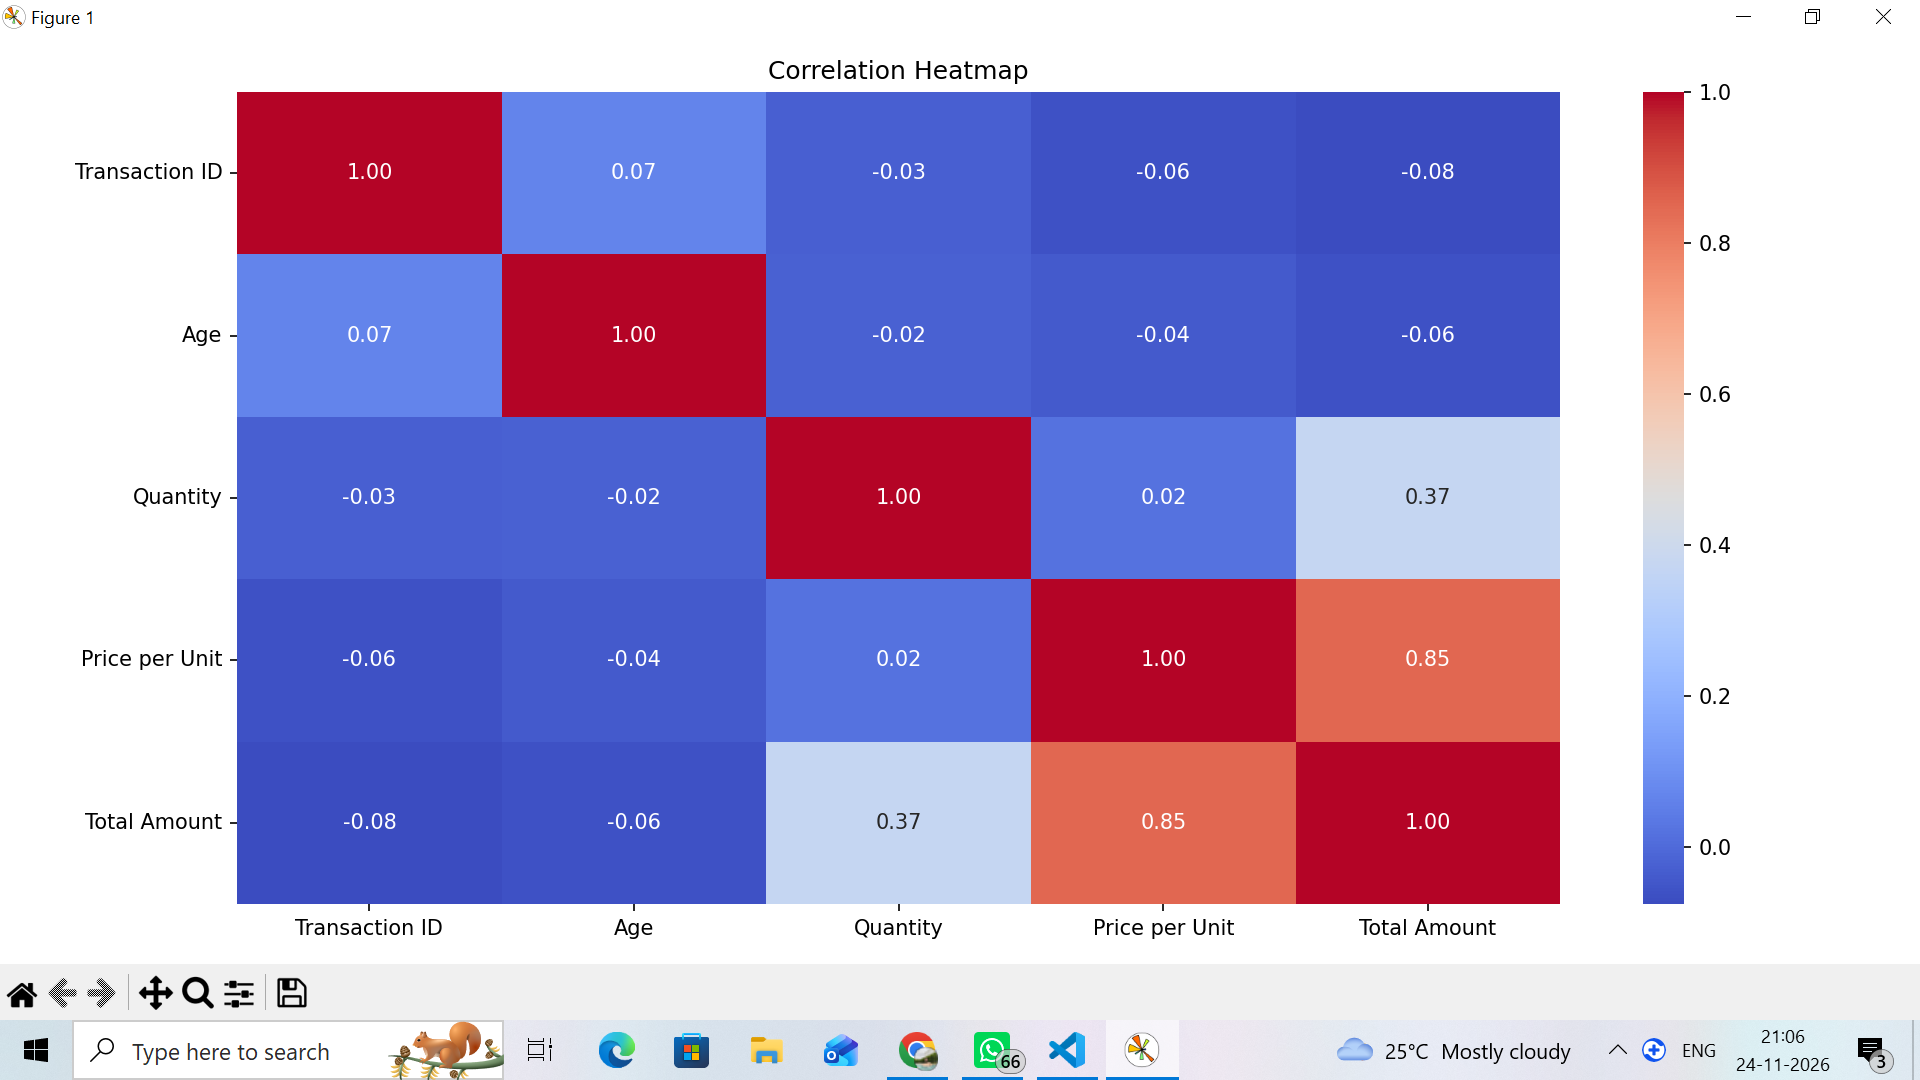 Figure 1
Correlation Heatmap
Transaction ID 1.00 0.07 -0.03 -0.06 -0.08
Age 0.07 1.00 -0.02 -0.04 -0.06
Quantity -0.03 -0.02 1.00 0.02 0.37
Price per Unit -0.06 -0.04 0.02 1.00 0.85
Total Amount -0.08 -0.06 0.37 0.85 1.00
Transaction ID Age Quantity Price per Unit Total Amount
1.0
0.8
0.6
0.4
0.2
0.0
Type here to search
66
25°C Mostly cloudy
ENG
21:06
24-11-2026
3